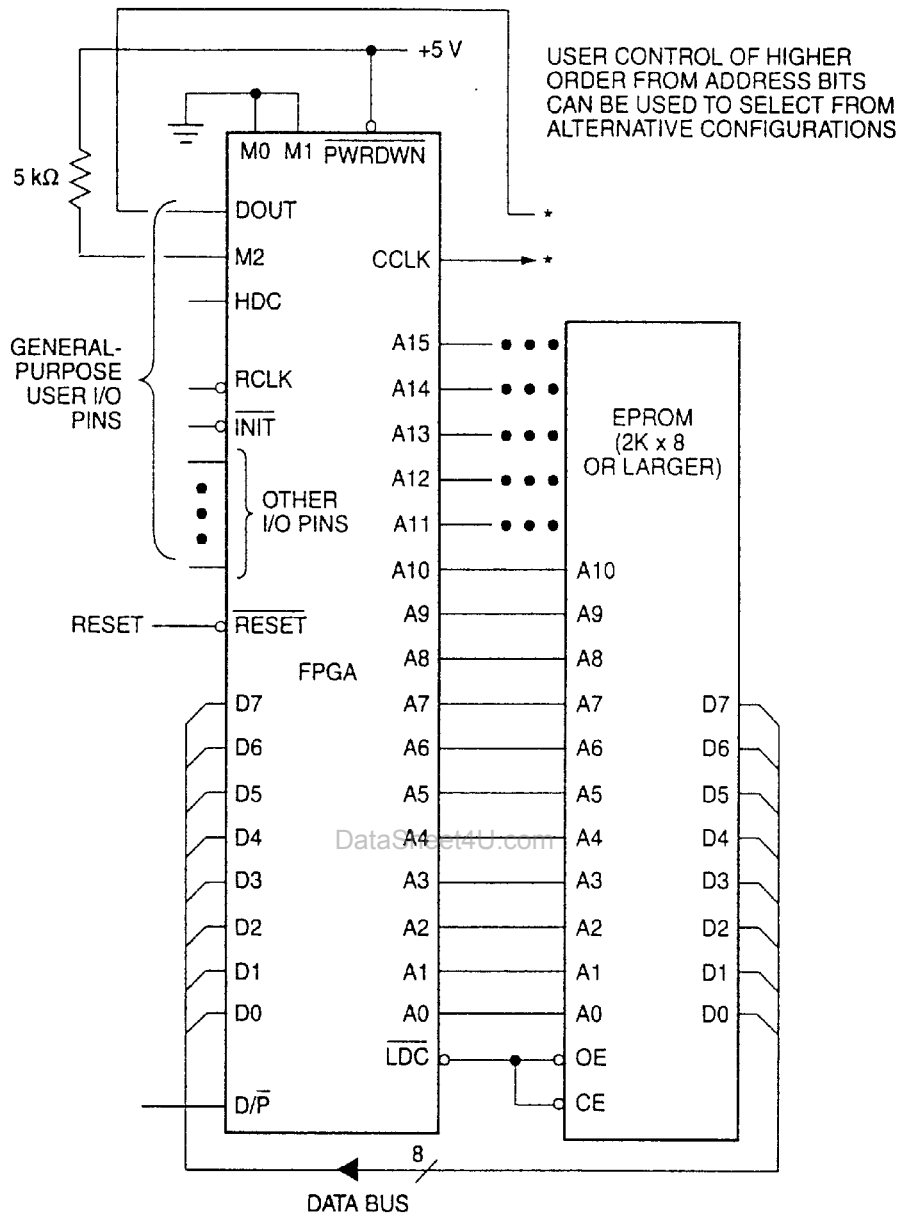 +5 V
USER CONTROL OF HIGHER
ORDER FROM ADDRESS BITS
CAN BE USED TO SELECT FROM
ALTERNATIVE CONFIGURATIONS
M0 M1 PWRDWN
5 kΩ
DOUT
*
M2
CCLK
*
HDC
GENERAL-
PURPOSE
USER I/O
PINS
RCLK
INIT
OTHER
I/O PINS
A15
A14
A13
A12
A11
EPROM
(2K x 8
OR LARGER)
A10 A10
RESET RESET
A9 A9
FPGA
A8 A8
D7 A7 A7 D7
D6 A6 A6 D6
D5 A5 A5 D5
D4 A4 A4 D4
DataSheet4U.com
D3 A3 A3 D3
D2 A2 A2 D2
D1 A1 A1 D1
D0 A0 A0 D0
LDC OE
CE
D/P
8
DATA BUS